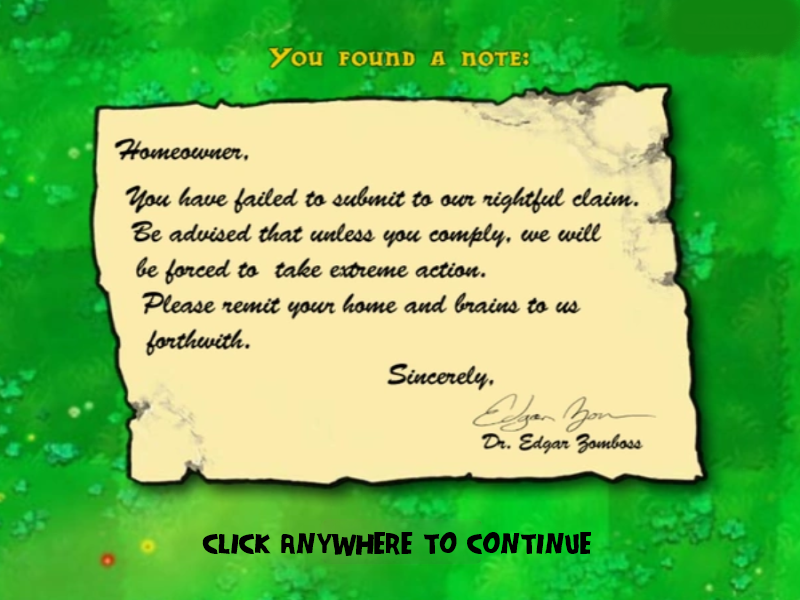 You found a note:
Homeowner,
You have failed to submit to our rightful claim.
Be advised that unless you comply, we will
be forced to take extreme action.
Please remit your home and brains to us
forthwith.
Sincerely,
Edgar Zom
Dr. Edgar Zomboss
CLICK ANYWHERE TO CONTINUE